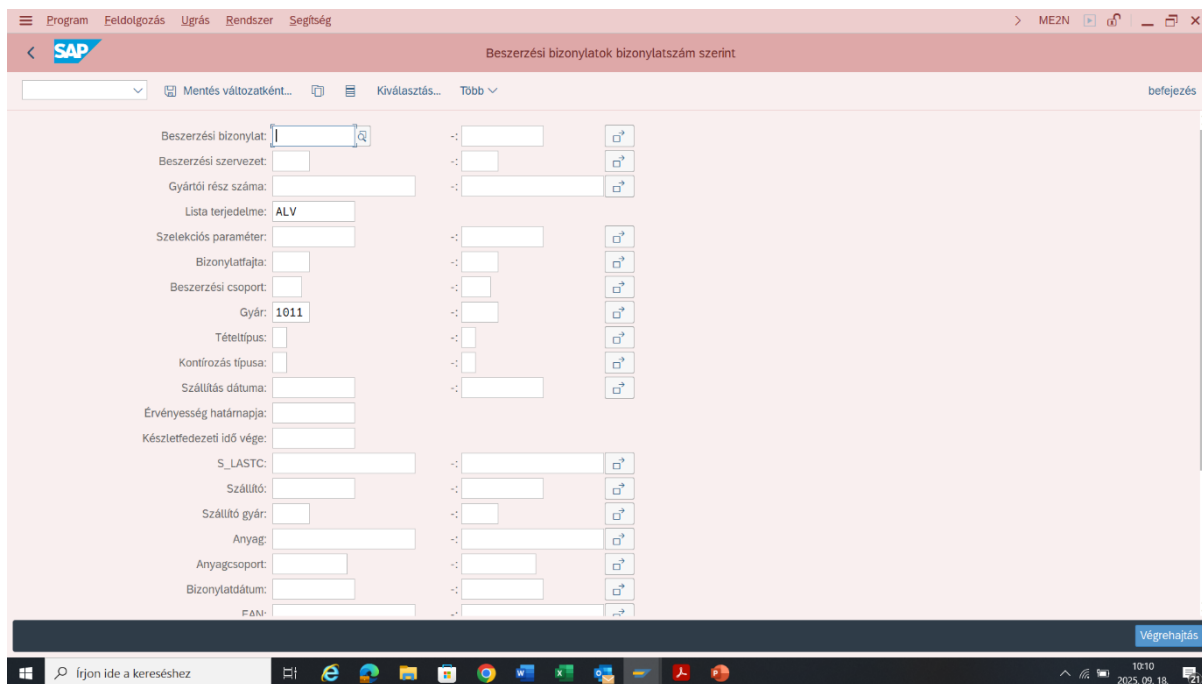 Program Feldolgozás Ugrás Rendszer Segítség ME2N
SAP Beszerzési bizonylatok bizonylatszám szerint
Mentés változatként... Kiválasztás... Több befejezés
Beszerzési bizonylat: -:
Beszerzési szervezet: -:
Gyártói rész száma: -:
Lista terjedelme: ALV
Szelekciós paraméter: -:
Bizonylatfajta: -:
Beszerzési csoport: -:
Gyár: 1011 -:
Tételtípus: -:
Kontírozás típusa: -:
Szállítás dátuma: -:
Érvényesség határnapja:
Készletfedezeti idő vége:
S_LASTC: -:
Szállító: -:
Szállító gyár: -:
Anyag: -:
Anyagcsoport: -:
Bizonylatdátum: -:
EAN: -:
Végrehajtás
Írjon ide a kereséshez 10:10
2025. 09. 18. 21